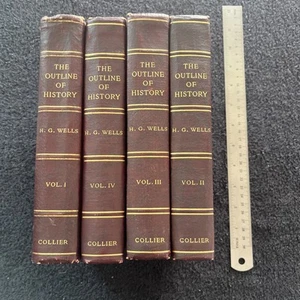 THE
OUTLINE
OF
HISTORY
H. G. WELLS
VOL. I
COLLIER
THE
OUTLINE
OF
HISTORY
H. G. WELLS
VOL. IV
COLLIER
THE
OUTLINE
OF
HISTORY
H. G. WELLS
VOL. III
COLLIER
THE
OUTLINE
OF
HISTORY
H. G. WELLS
VOL. II
COLLIER